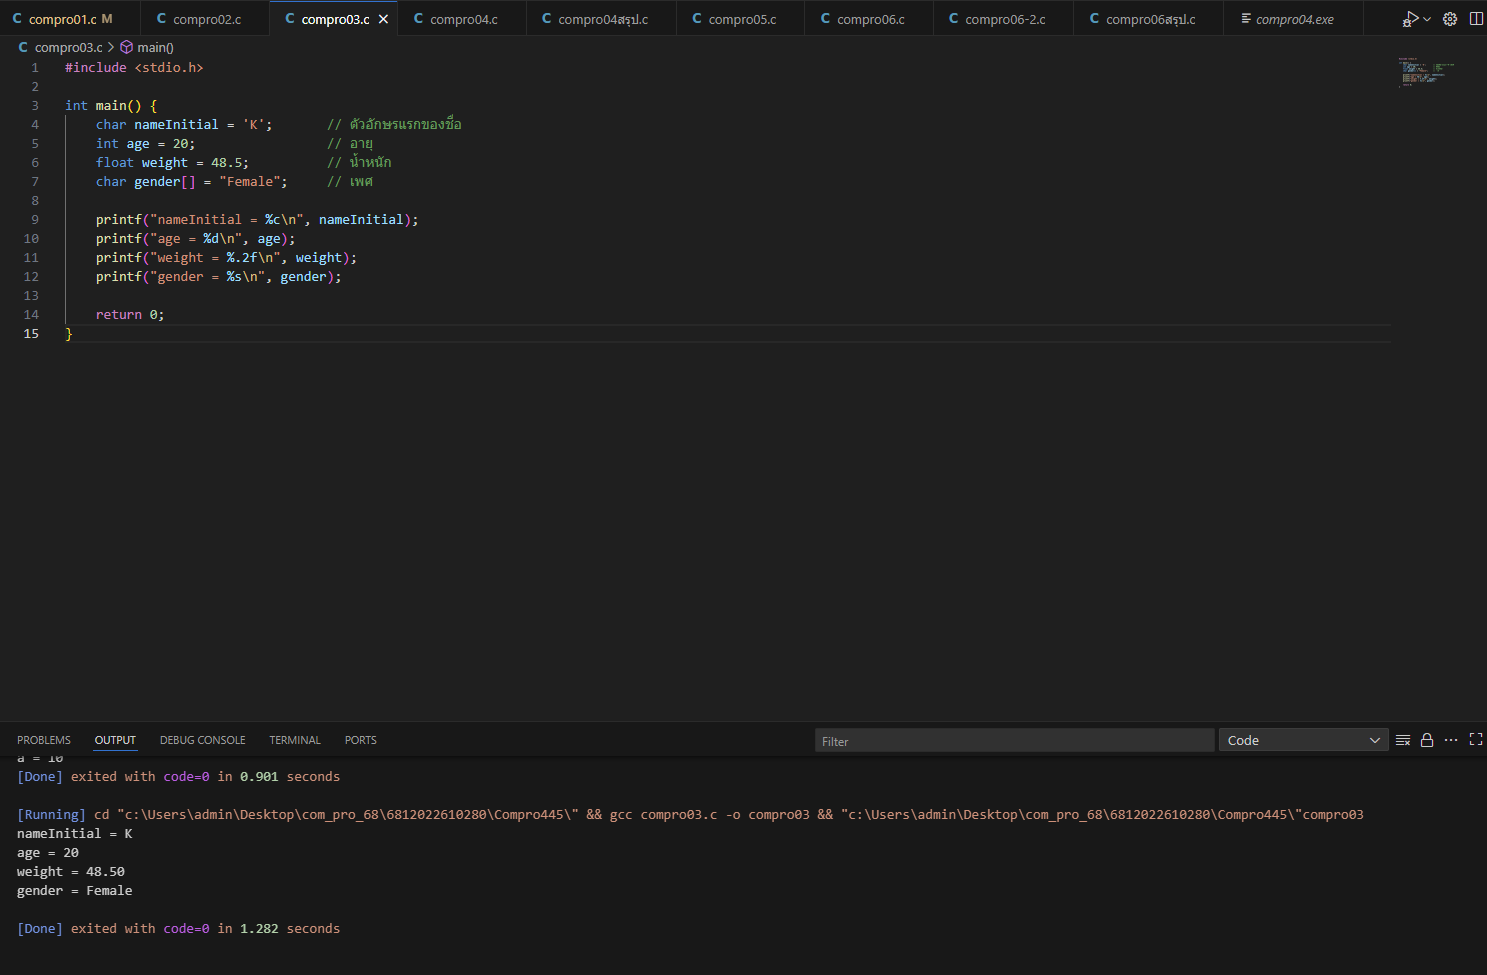 compro01.c M compro02.c compro03.c compro04.c compro04สรุป.c compro05.c compro06.c compro06-2.c compro06สรุป.c compro04.exe
compro03.c > main()
1 #include <stdio.h>
2
3 int main() {
4 char nameInitial = 'K'; // ตัวอักษรแรกของชื่อ
5 int age = 20; // อายุ
6 float weight = 48.5; // น้ำหนัก
7 char gender[] = "Female"; // เพศ
8
9 printf("nameInitial = %c\n", nameInitial);
10 printf("age = %d\n", age);
11 printf("weight = %.2f\n", weight);
12 printf("gender = %s\n", gender);
13
14 return 0;
15 }
PROBLEMS OUTPUT DEBUG CONSOLE TERMINAL PORTS Filter Code
a = 10
[Done] exited with code=0 in 0.901 seconds
[Running] cd "c:\Users\admin\Desktop\com_pro_68\6812022610280\Compro445\" && gcc compro03.c -o compro03 && "c:\Users\admin\Desktop\com_pro_68\6812022610280\Compro445\"compro03
nameInitial = K
age = 20
weight = 48.50
gender = Female
[Done] exited with code=0 in 1.282 seconds